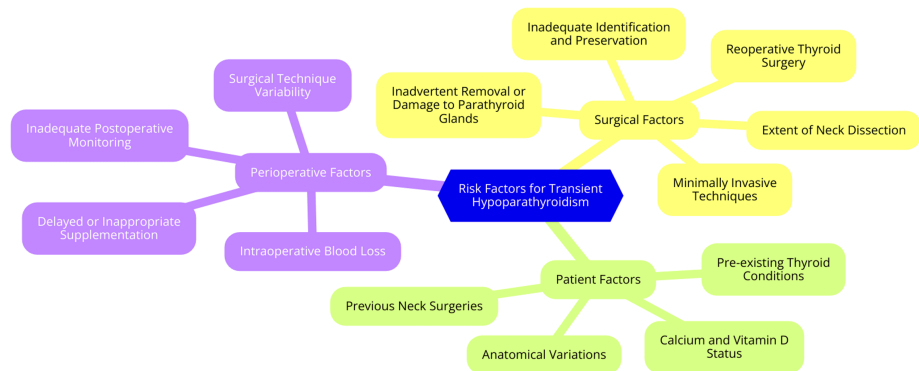 Risk Factors for Transient
Hypoparathyroidism
Surgical Factors
Inadequate Identification
and Preservation
Reoperative Thyroid
Surgery
Inadvertent Removal or
Damage to Parathyroid
Glands
Extent of Neck Dissection
Minimally Invasive
Techniques
Perioperative Factors
Surgical Technique
Variability
Inadequate Postoperative
Monitoring
Delayed or Inappropriate
Supplementation
Intraoperative Blood Loss
Patient Factors
Pre-existing Thyroid
Conditions
Previous Neck Surgeries
Anatomical Variations
Calcium and Vitamin D
Status